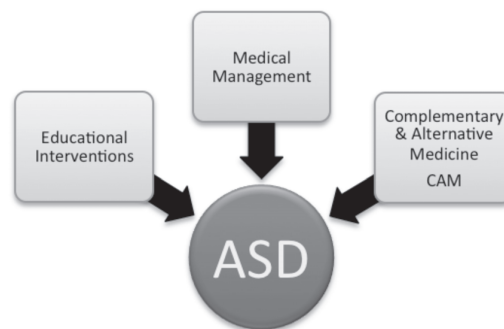 Medical
Management
Educational
Interventions
Complementary
& Alternative
Medicine
CAM
ASD